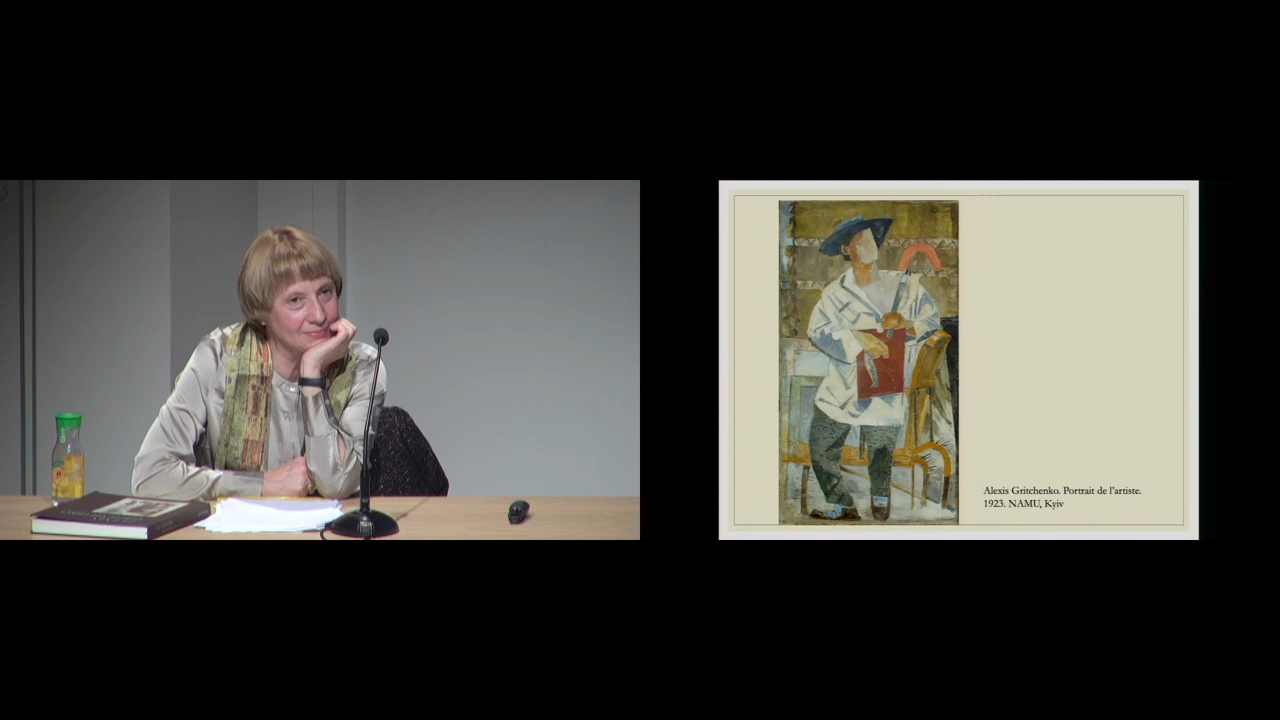 Alexis Gritchenko. Portrait de l'artiste.
1923. NAMU, Kyiv